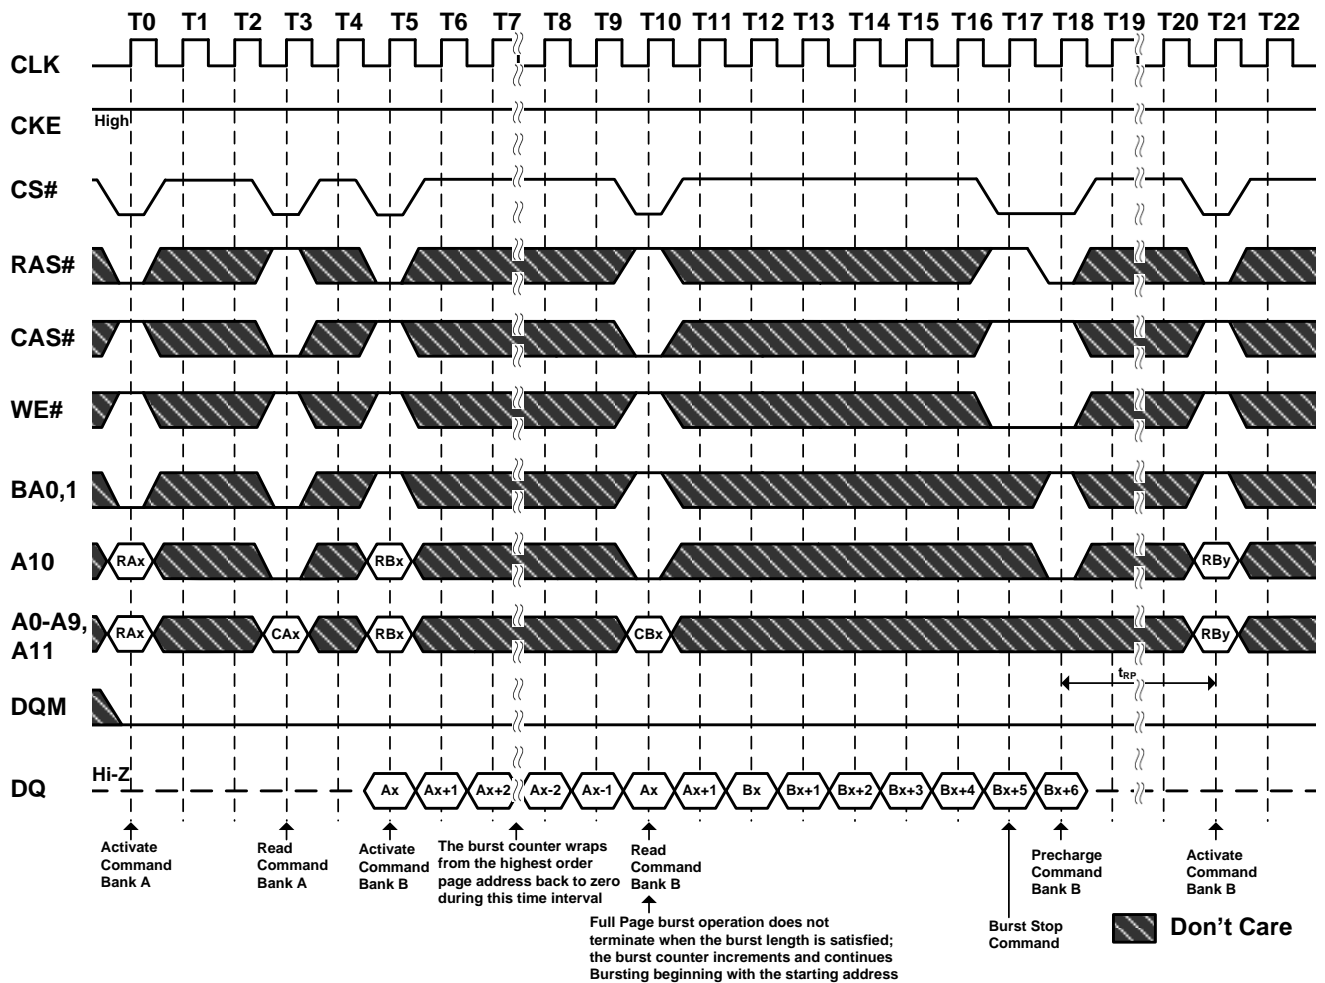 T0 T1 T2 T3 T4 T5 T6 T7 T8 T9 T10 T11 T12 T13 T14 T15 T16 T17 T18 T19 T20 T21 T22
CLK
CKE High
CS#
RAS#
CAS#
WE#
BA0,1
A10 RAx RBx RBy
A0-A9,
A11 RAx CAx RBx CBx RBy
tRP
DQM
Hi-Z
DQ Ax Ax+1 Ax+2 Ax-2 Ax-1 Ax Ax+1 Bx Bx+1 Bx+2 Bx+3 Bx+4 Bx+5 Bx+6
Activate
Command
Bank A
Read
Command
Bank A
Activate
Command
Bank B
The burst counter wraps
from the highest order
page address back to zero
during this time interval
Read
Command
Bank B
Full Page burst operation does not
terminate when the burst length is satisfied;
the burst counter increments and continues
Bursting beginning with the starting address
Burst Stop
Command
Precharge
Command
Bank B
Activate
Command
Bank B
Don't Care